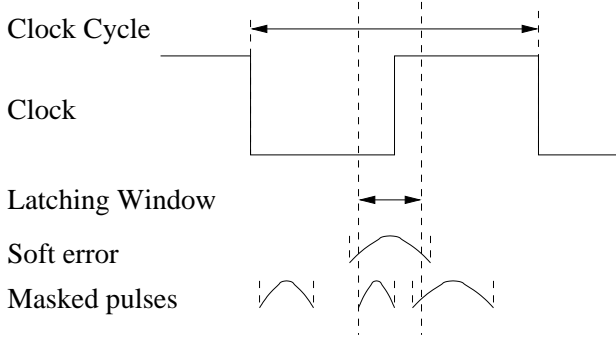 Clock Cycle
Clock
Latching Window
Soft error
Masked pulses